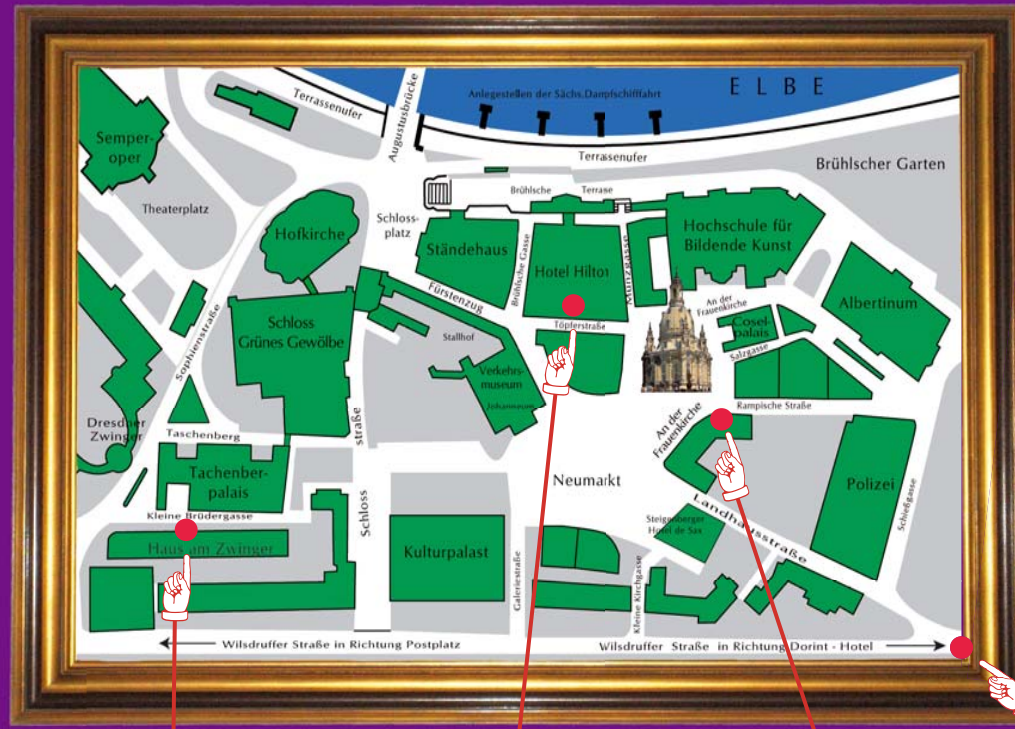 ELBE
Anlegestellen der Sächs.Dampfschifffahrt
Terrassenufer
Augustusbrücke
Terrassenufer
Semper-
oper
Theaterplatz
Brühlscher Garten
Brühlsche Terrase
Schloss-
platz
Hofkirche
Ständehaus
Brühlsche Gasse
Hotel Hilton
Münzgasse
Hochschule für
Bildende Kunst
Albertinum
An der
Frauenkirche
Cosel-
palais
Salzgasse
Fürstenzug
Töpferstraße
Stallhof
Verkehrs-
museum
Johanneum
Schloss
Grünes Gewölbe
Sophienstraße
Dresdner
Zwinger
Taschenberg
Tachenber-
palais
Kleine Brüdergasse
Haus am Zwinger
Schloss straße
Rampische Straße
An der
Frauenkirche
Neumarkt
Polizei
Schießgasse
Landhausstraße
Steigenberger
Hotel de Sax
Kulturpalast
Galeriestraße
Kleine Kirchgasse
Wilsdruffer Straße in Richtung Postplatz
Wilsdruffer Straße in Richtung Dorint - Hotel